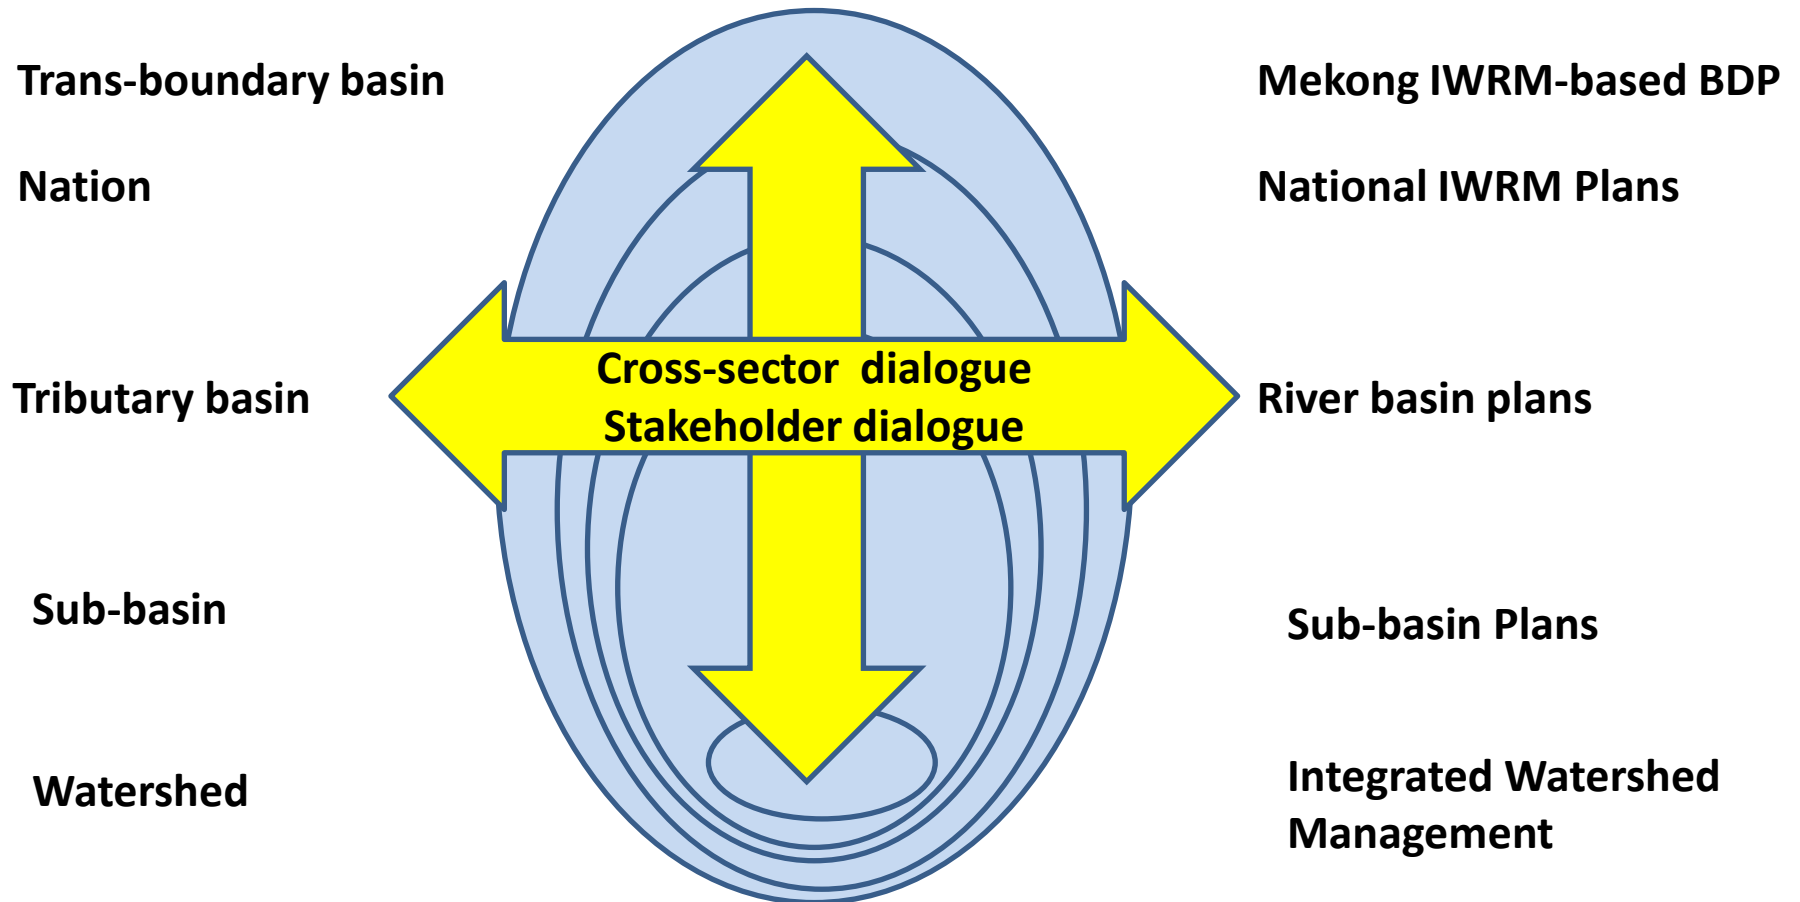 Trans-boundary basin
Mekong IWRM-based BDP
Nation
National IWRM Plans
Cross-sector dialogue
Stakeholder dialogue
Tributary basin
River basin plans
Sub-basin
Sub-basin Plans
Watershed
Integrated Watershed
Management